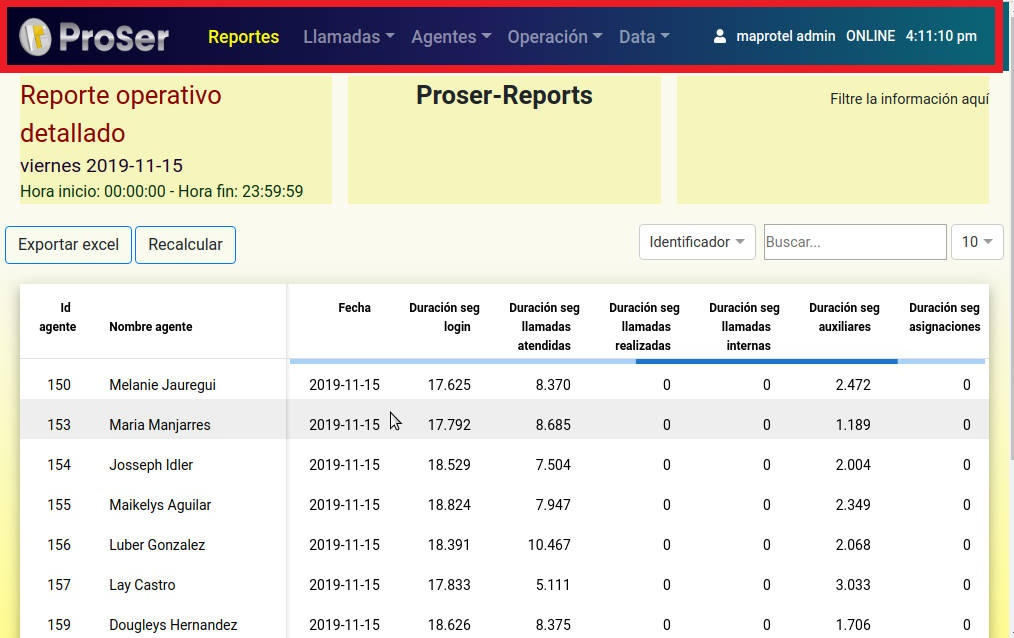 ProSer Reportes Llamadas Agentes Operación Data maprotel admin ONLINE 4:11:10 pm
Reporte operativo
detallado
viernes 2019-11-15
Hora inicio: 00:00:00 - Hora fin: 23:59:59
Proser-Reports
Filtre la información aquí
Exportar excel Recalcular Identificador Buscar... 10
Id agente Nombre agente Fecha Duración seg login Duración seg llamadas atendidas Duración seg llamadas realizadas Duración seg llamadas internas Duración seg auxiliares Duración seg asignaciones
150 Melanie Jauregui 2019-11-15 17.625 8.370 0 0 2.472 0
153 Maria Manjarres 2019-11-15 17.792 8.685 0 0 1.189 0
154 Josseph Idler 2019-11-15 18.529 7.504 0 0 2.004 0
155 Maikelys Aguilar 2019-11-15 18.824 7.947 0 0 2.349 0
156 Luber Gonzalez 2019-11-15 18.391 10.467 0 0 2.068 0
157 Lay Castro 2019-11-15 17.833 5.111 0 0 3.033 0
159 Dougleys Hernandez 2019-11-15 18.626 8.375 0 0 1.706 0